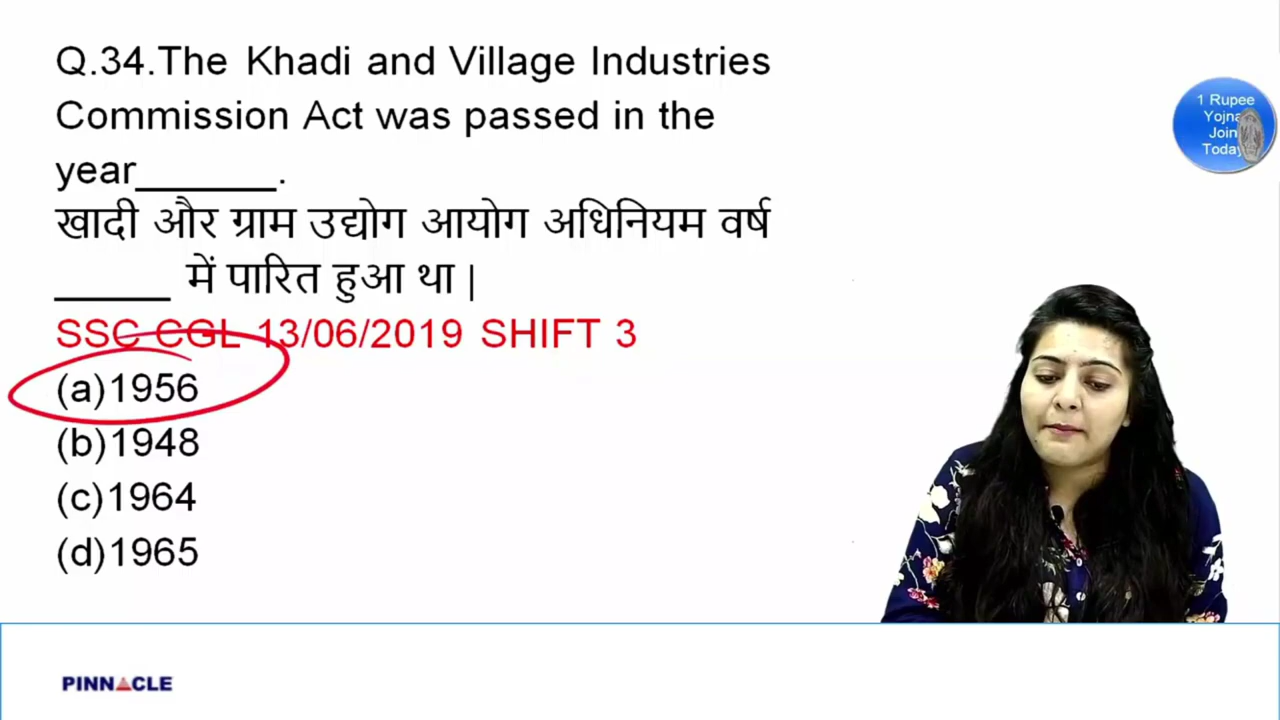 Q.34.The Khadi and Village Industries
Commission Act was passed in the
year______.
खादी और ग्राम उद्योग आयोग अधिनियम वर्ष
_____ में पारित हुआ था |
SSC CGL 13/06/2019 SHIFT 3
(a)1956
(b)1948
(c)1964
(d)1965
1 Rupee
Yojna
Join
Today
PINNACLE